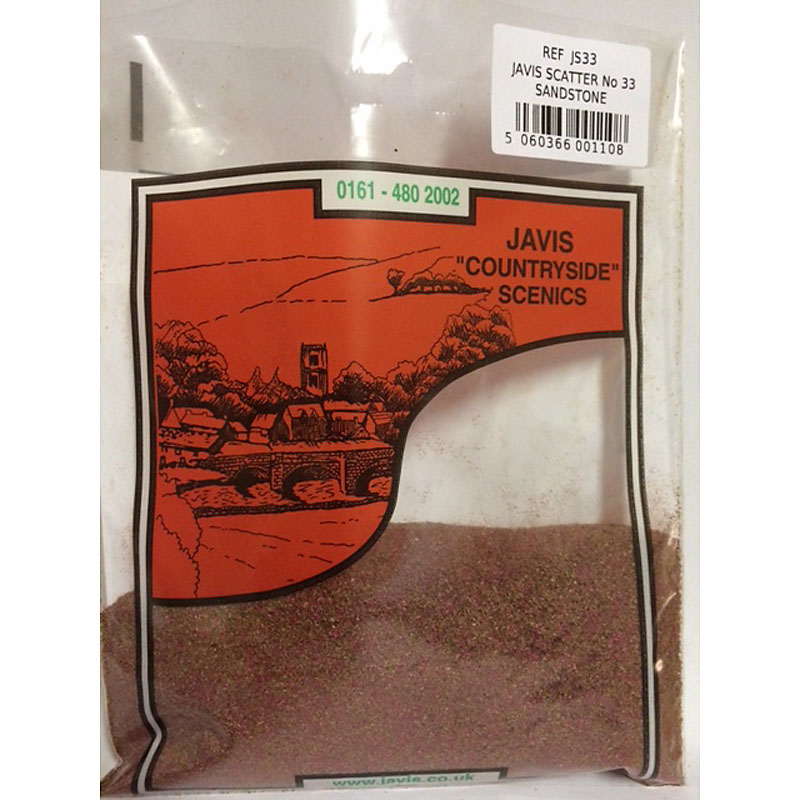 REF JS33
JAVIS SCATTER No 33
SANDSTONE
5 060366 001108
0161 - 480 2002
JAVIS
"COUNTRYSIDE"
SCENICS
www.javis.co.uk